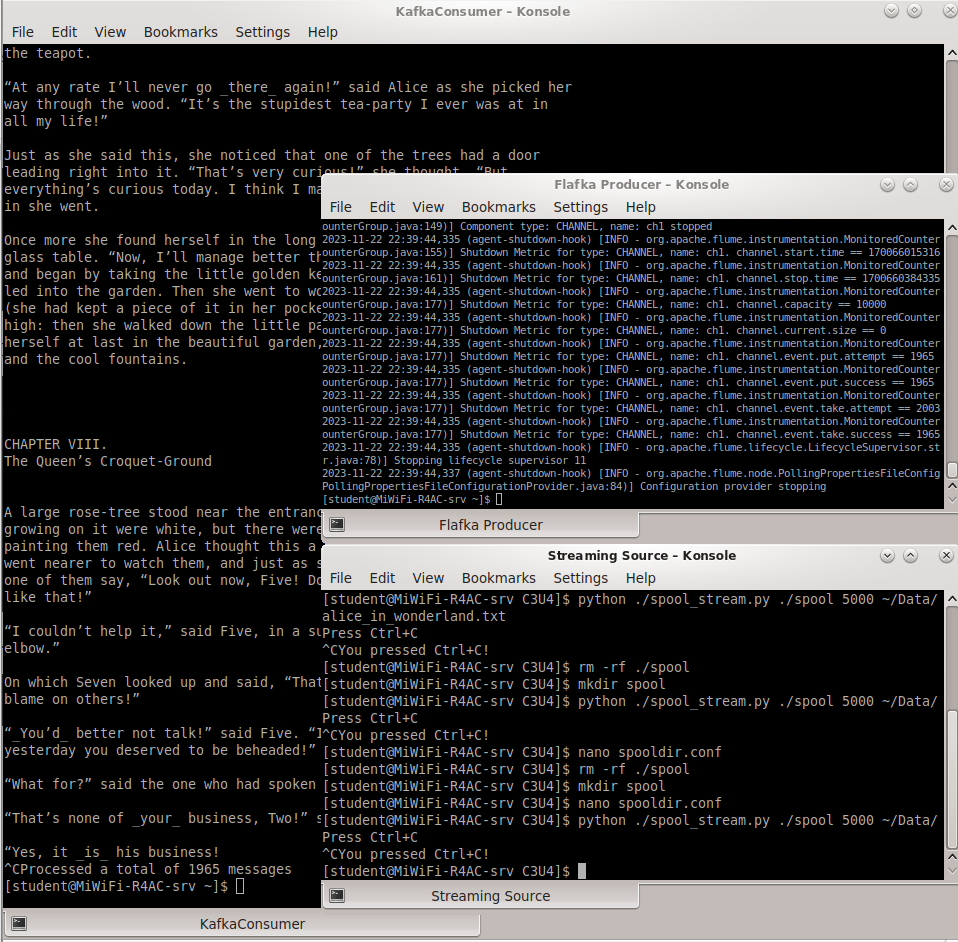 KafkaConsumer – Konsole
File Edit View Bookmarks Settings Help
the teapot.
“At any rate I’ll never go _there_ again!” said Alice as she picked her
way through the wood. “It’s the stupidest tea-party I ever was at in
all my life!”
Just as she said this, she noticed that one of the trees had a door
leading right into it. “That’s very curious!” she thought. “But
everything’s curious today. I think I ma
in she went.
Once more she found herself in the long
glass table. “Now, I’ll manage better th
and began by taking the little golden ke
led into the garden. Then she went to wo
(she had kept a piece of it in her pocke
high: then she walked down the little pa
herself at last in the beautiful garden,
and the cool fountains.
CHAPTER VIII.
The Queen’s Croquet-Ground
A large rose-tree stood near the entranc
growing on it were white, but there were
painting them red. Alice thought this a
went nearer to watch them, and just as s
one of them say, “Look out now, Five! Do
like that!”
“I couldn’t help it,” said Five, in a su
elbow.”
On which Seven looked up and said, “That
blame on others!”
“_You’d_ better not talk!” said Five. “I
yesterday you deserved to be beheaded!”
“What for?” said the one who had spoken
“That’s none of _your_ business, Two!” s
“Yes, it _is_ his business!
^CProcessed a total of 1965 messages
[student@MiWiFi-R4AC-srv ~]$
KafkaConsumer
Flafka Producer – Konsole
File Edit View Bookmarks Settings Help
ounterGroup.java:149)] Component type: CHANNEL, name: ch1 stopped
2023-11-22 22:39:44,335 (agent-shutdown-hook) [INFO - org.apache.flume.instrumentation.MonitoredCounter
ounterGroup.java:155)] Shutdown Metric for type: CHANNEL, name: ch1. channel.start.time == 170066015316
2023-11-22 22:39:44,335 (agent-shutdown-hook) [INFO - org.apache.flume.instrumentation.MonitoredCounter
ounterGroup.java:161)] Shutdown Metric for type: CHANNEL, name: ch1. channel.stop.time == 1700660384335
2023-11-22 22:39:44,335 (agent-shutdown-hook) [INFO - org.apache.flume.instrumentation.MonitoredCounter
ounterGroup.java:177)] Shutdown Metric for type: CHANNEL, name: ch1. channel.capacity == 10000
2023-11-22 22:39:44,335 (agent-shutdown-hook) [INFO - org.apache.flume.instrumentation.MonitoredCounter
ounterGroup.java:177)] Shutdown Metric for type: CHANNEL, name: ch1. channel.current.size == 0
2023-11-22 22:39:44,335 (agent-shutdown-hook) [INFO - org.apache.flume.instrumentation.MonitoredCounter
ounterGroup.java:177)] Shutdown Metric for type: CHANNEL, name: ch1. channel.event.put.attempt == 1965
2023-11-22 22:39:44,335 (agent-shutdown-hook) [INFO - org.apache.flume.instrumentation.MonitoredCounter
ounterGroup.java:177)] Shutdown Metric for type: CHANNEL, name: ch1. channel.event.put.success == 1965
2023-11-22 22:39:44,335 (agent-shutdown-hook) [INFO - org.apache.flume.instrumentation.MonitoredCounter
ounterGroup.java:177)] Shutdown Metric for type: CHANNEL, name: ch1. channel.event.take.attempt == 2003
2023-11-22 22:39:44,335 (agent-shutdown-hook) [INFO - org.apache.flume.instrumentation.MonitoredCounter
ounterGroup.java:177)] Shutdown Metric for type: CHANNEL, name: ch1. channel.event.take.success == 1965
2023-11-22 22:39:44,335 (agent-shutdown-hook) [INFO - org.apache.flume.lifecycle.LifecycleSupervisor.st
r.java:78)] Stopping lifecycle supervisor 11
2023-11-22 22:39:44,337 (agent-shutdown-hook) [INFO - org.apache.flume.node.PollingPropertiesFileConfig
PollingPropertiesFileConfigurationProvider.java:84)] Configuration provider stopping
[student@MiWiFi-R4AC-srv ~]$
Flafka Producer
Streaming Source – Konsole
File Edit View Bookmarks Settings Help
[student@MiWiFi-R4AC-srv C3U4]$ python ./spool_stream.py ./spool 5000 ~/Data/
alice_in_wonderland.txt
Press Ctrl+C
^CYou pressed Ctrl+C!
[student@MiWiFi-R4AC-srv C3U4]$ rm -rf ./spool
[student@MiWiFi-R4AC-srv C3U4]$ mkdir spool
[student@MiWiFi-R4AC-srv C3U4]$ python ./spool_stream.py ./spool 5000 ~/Data/
Press Ctrl+C
^CYou pressed Ctrl+C!
[student@MiWiFi-R4AC-srv C3U4]$ nano spooldir.conf
[student@MiWiFi-R4AC-srv C3U4]$ rm -rf ./spool
[student@MiWiFi-R4AC-srv C3U4]$ mkdir spool
[student@MiWiFi-R4AC-srv C3U4]$ nano spooldir.conf
[student@MiWiFi-R4AC-srv C3U4]$ python ./spool_stream.py ./spool 5000 ~/Data/
Press Ctrl+C
^CYou pressed Ctrl+C!
[student@MiWiFi-R4AC-srv C3U4]$
Streaming Source